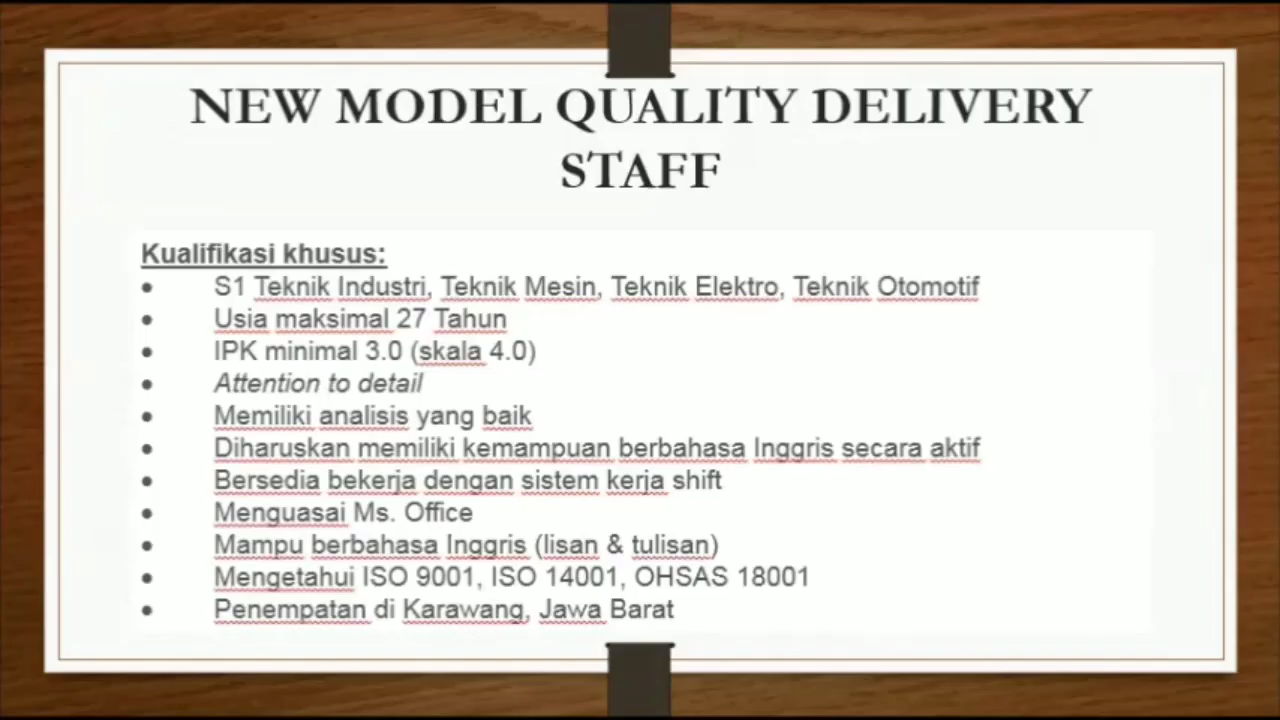 NEW MODEL QUALITY DELIVERY
STAFF
Kualifikasi khusus:
• S1 Teknik Industri, Teknik Mesin, Teknik Elektro, Teknik Otomotif
• Usia maksimal 27 Tahun
• IPK minimal 3.0 (skala 4.0)
• Attention to detail
• Memiliki analisis yang baik
• Diharuskan memiliki kemampuan berbahasa Inggris secara aktif
• Bersedia bekerja dengan sistem kerja shift
• Menguasai Ms. Office
• Mampu berbahasa Inggris (lisan & tulisan)
• Mengetahui ISO 9001, ISO 14001, OHSAS 18001
• Penempatan di Karawang, Jawa Barat